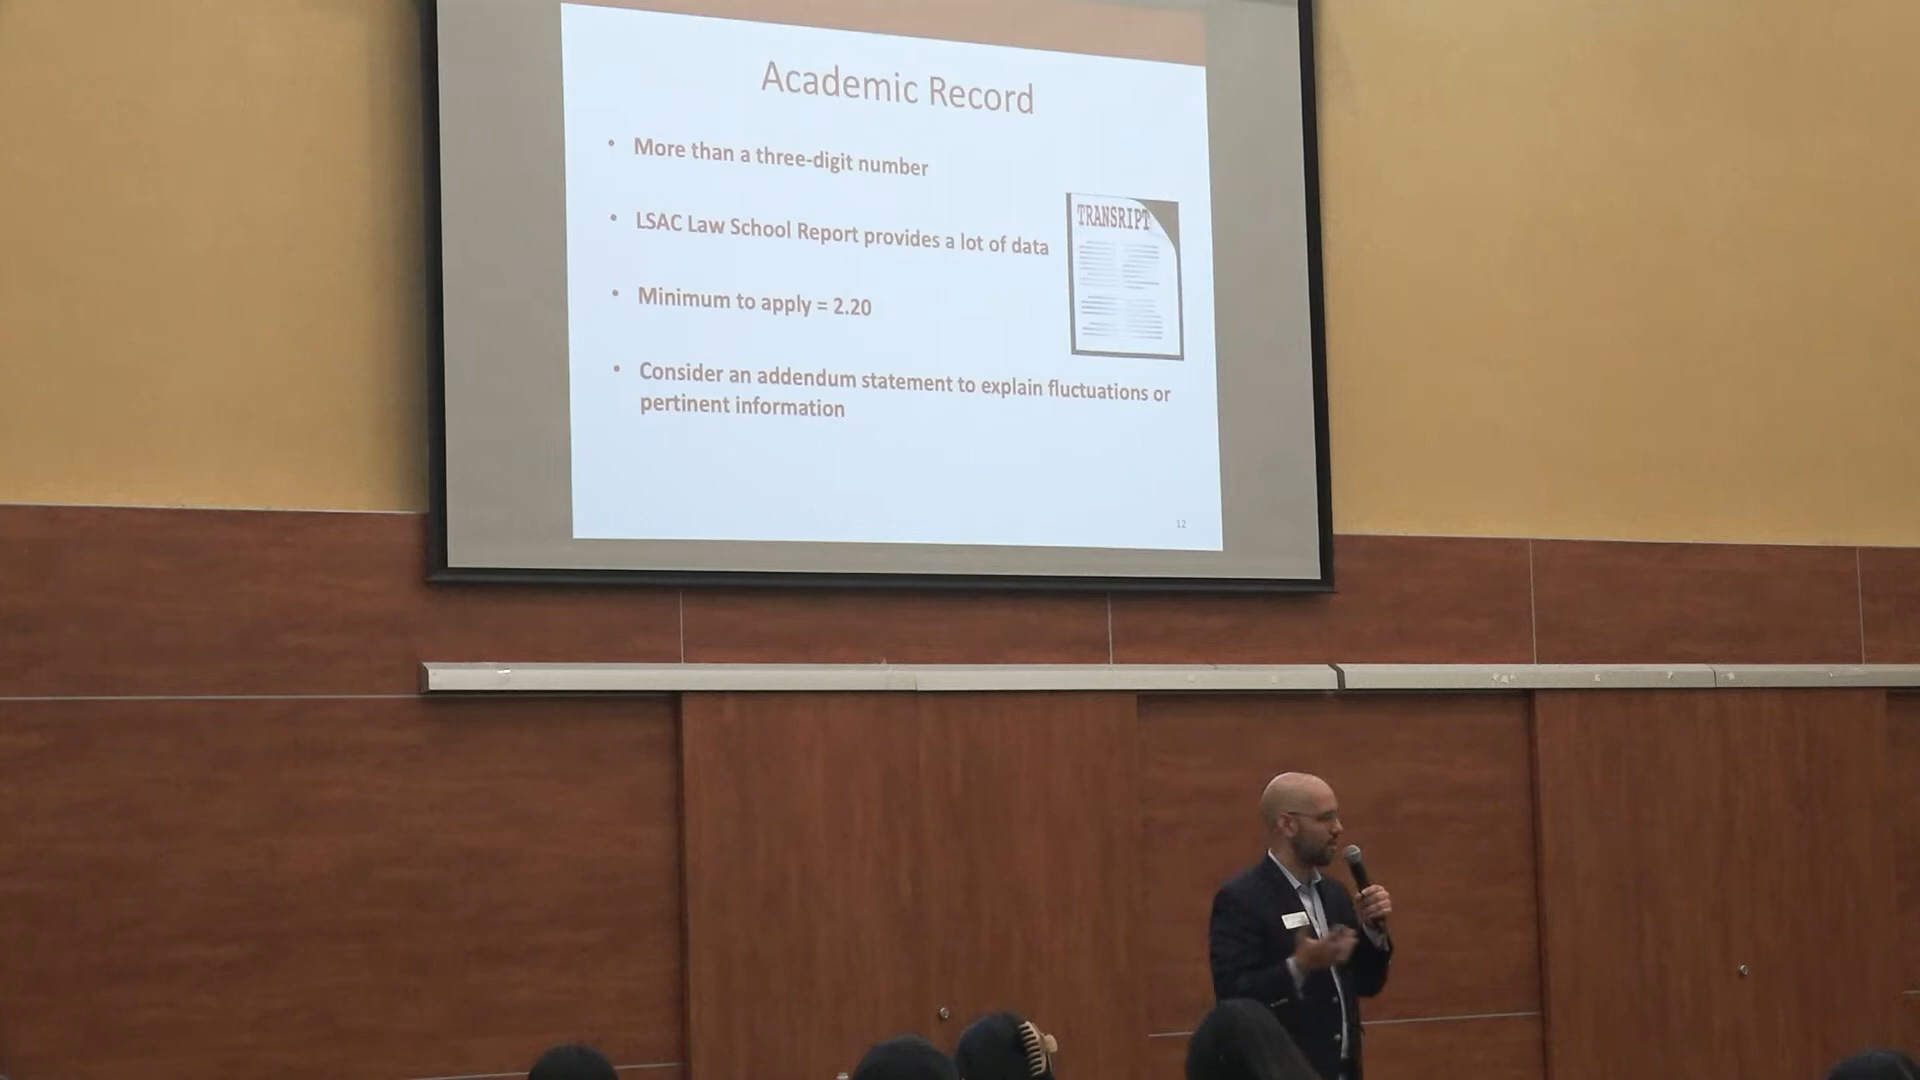 Academic Record
• More than a three-digit number
• LSAC Law School Report provides a lot of data
TRANSRIPT
• Minimum to apply = 2.20
• Consider an addendum statement to explain fluctuations or
pertinent information
12